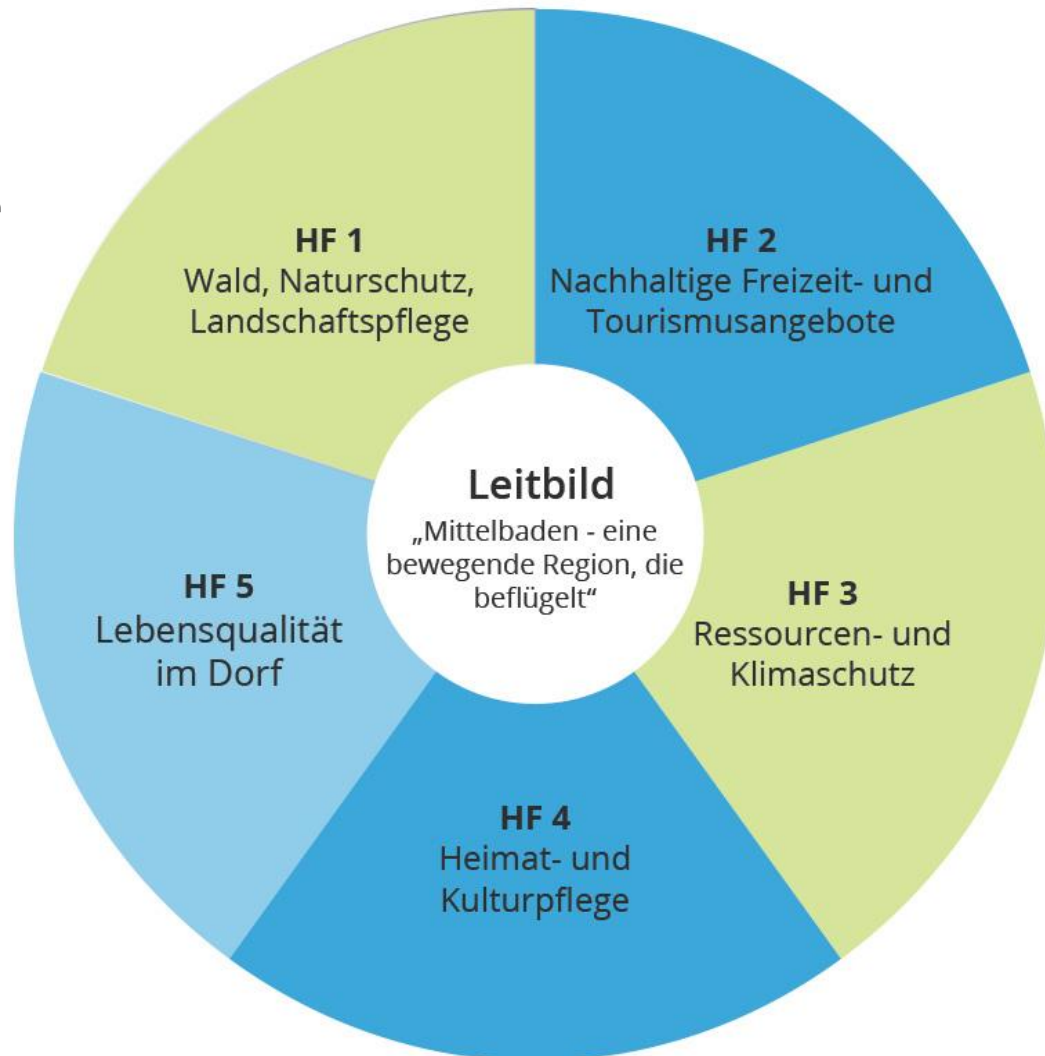 HF 1
Wald, Naturschutz,
Landschaftspflege
HF 2
Nachhaltige Freizeit- und
Tourismusangebote
HF 3
Ressourcen- und
Klimaschutz
HF 4
Heimat- und
Kulturpflege
HF 5
Lebensqualität
im Dorf
Leitbild
„Mittelbaden - eine
bewegende Region, die
beflügelt“